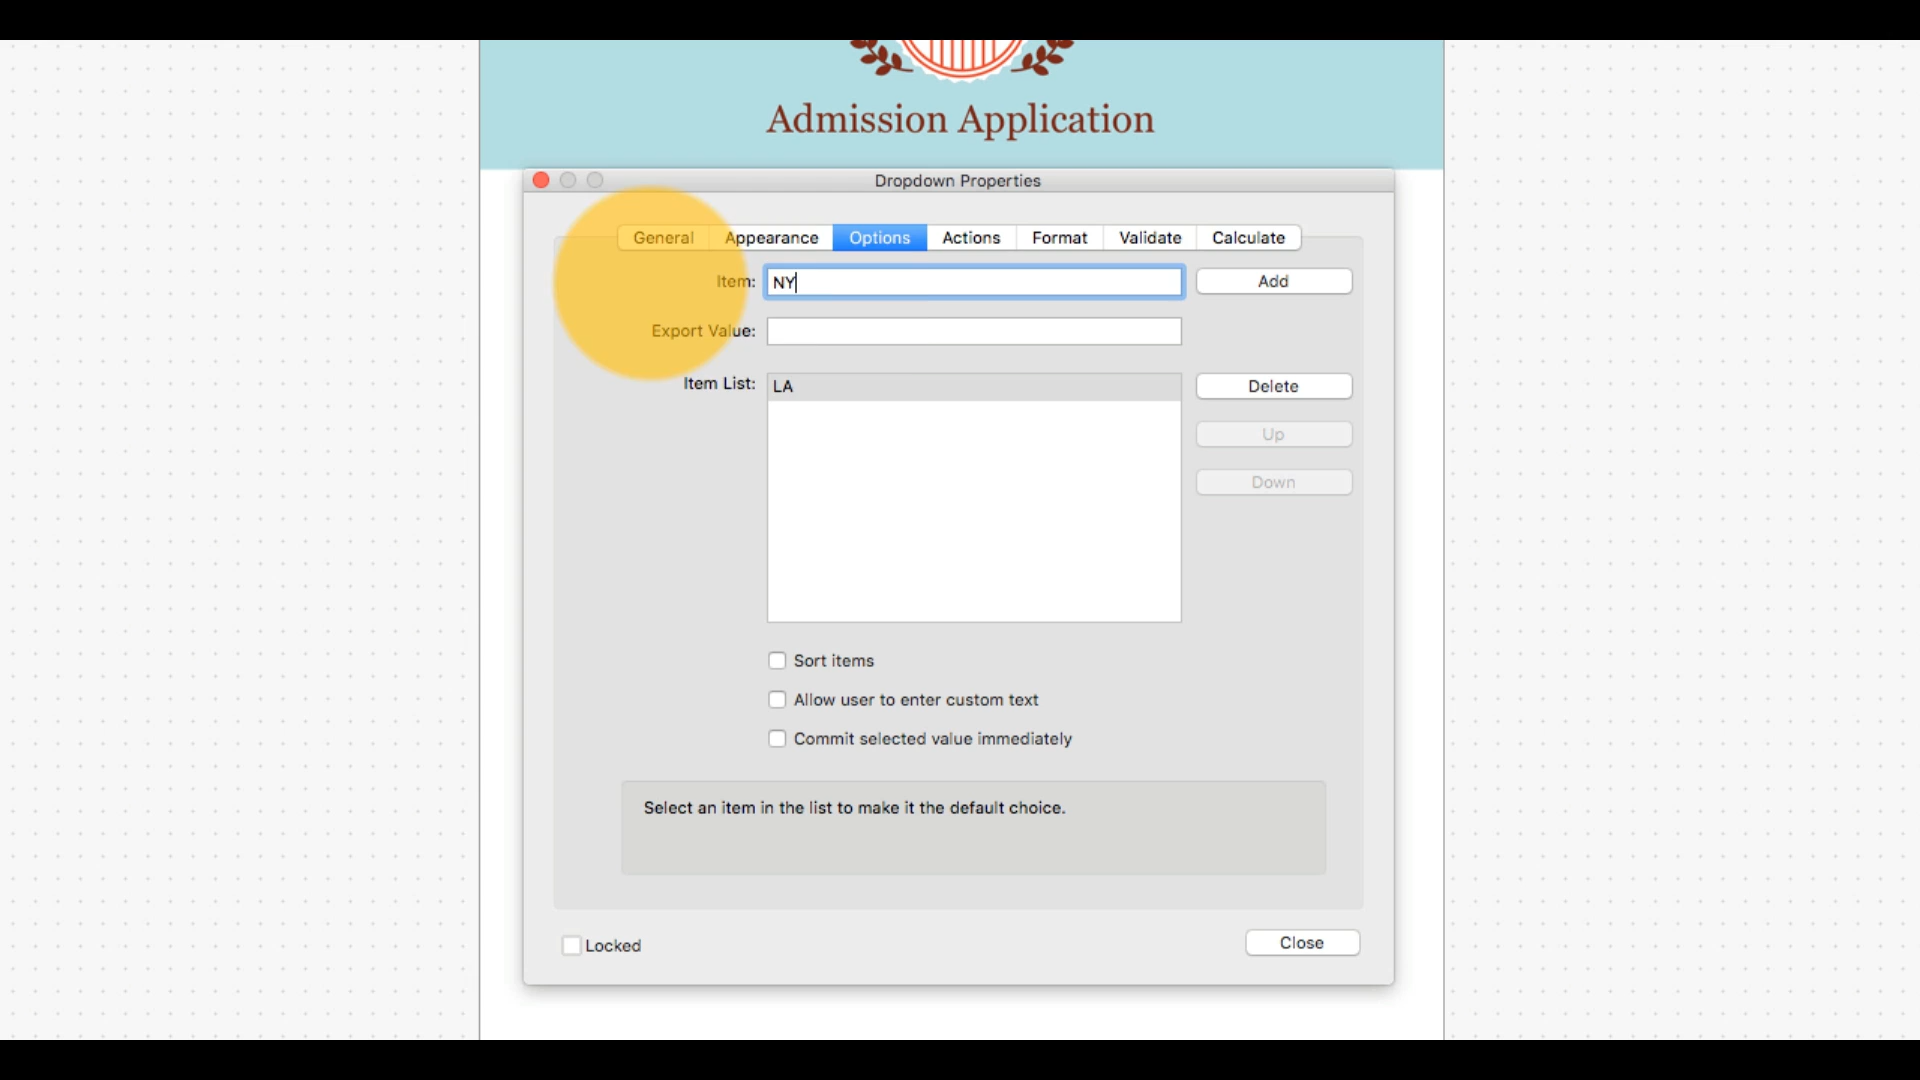 Admission Application
Dropdown Properties
General Appearance Options Actions Format Validate Calculate
Item: NY Add
Export Value:
Item List: LA Delete
Up
Down
Sort items
Allow user to enter custom text
Commit selected value immediately
Select an item in the list to make it the default choice.
Locked Close